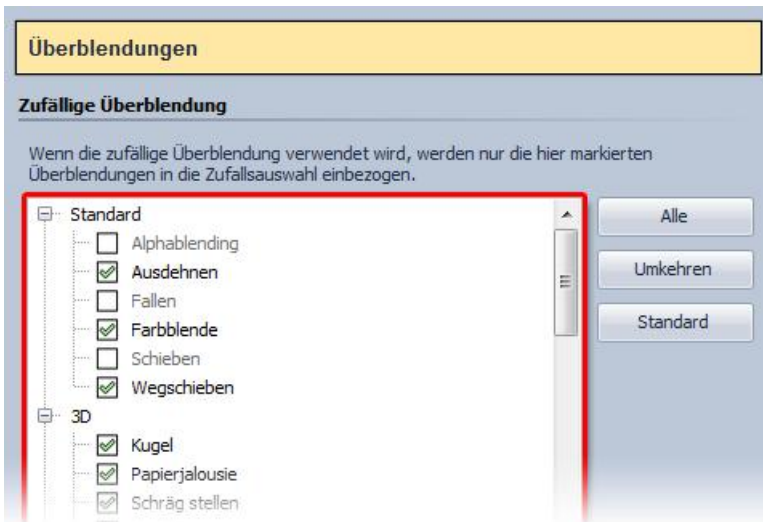 Überblendungen
Zufällige Überblendung
Wenn die zufällige Überblendung verwendet wird, werden nur die hier markierten
Überblendungen in die Zufallsauswahl einbezogen.
Standard
Alphablending
Ausdehnen
Fallen
Farbblende
Schieben
Wegschieben
3D
Kugel
Papierjalousie
Schräg stellen
Alle
Umkehren
Standard